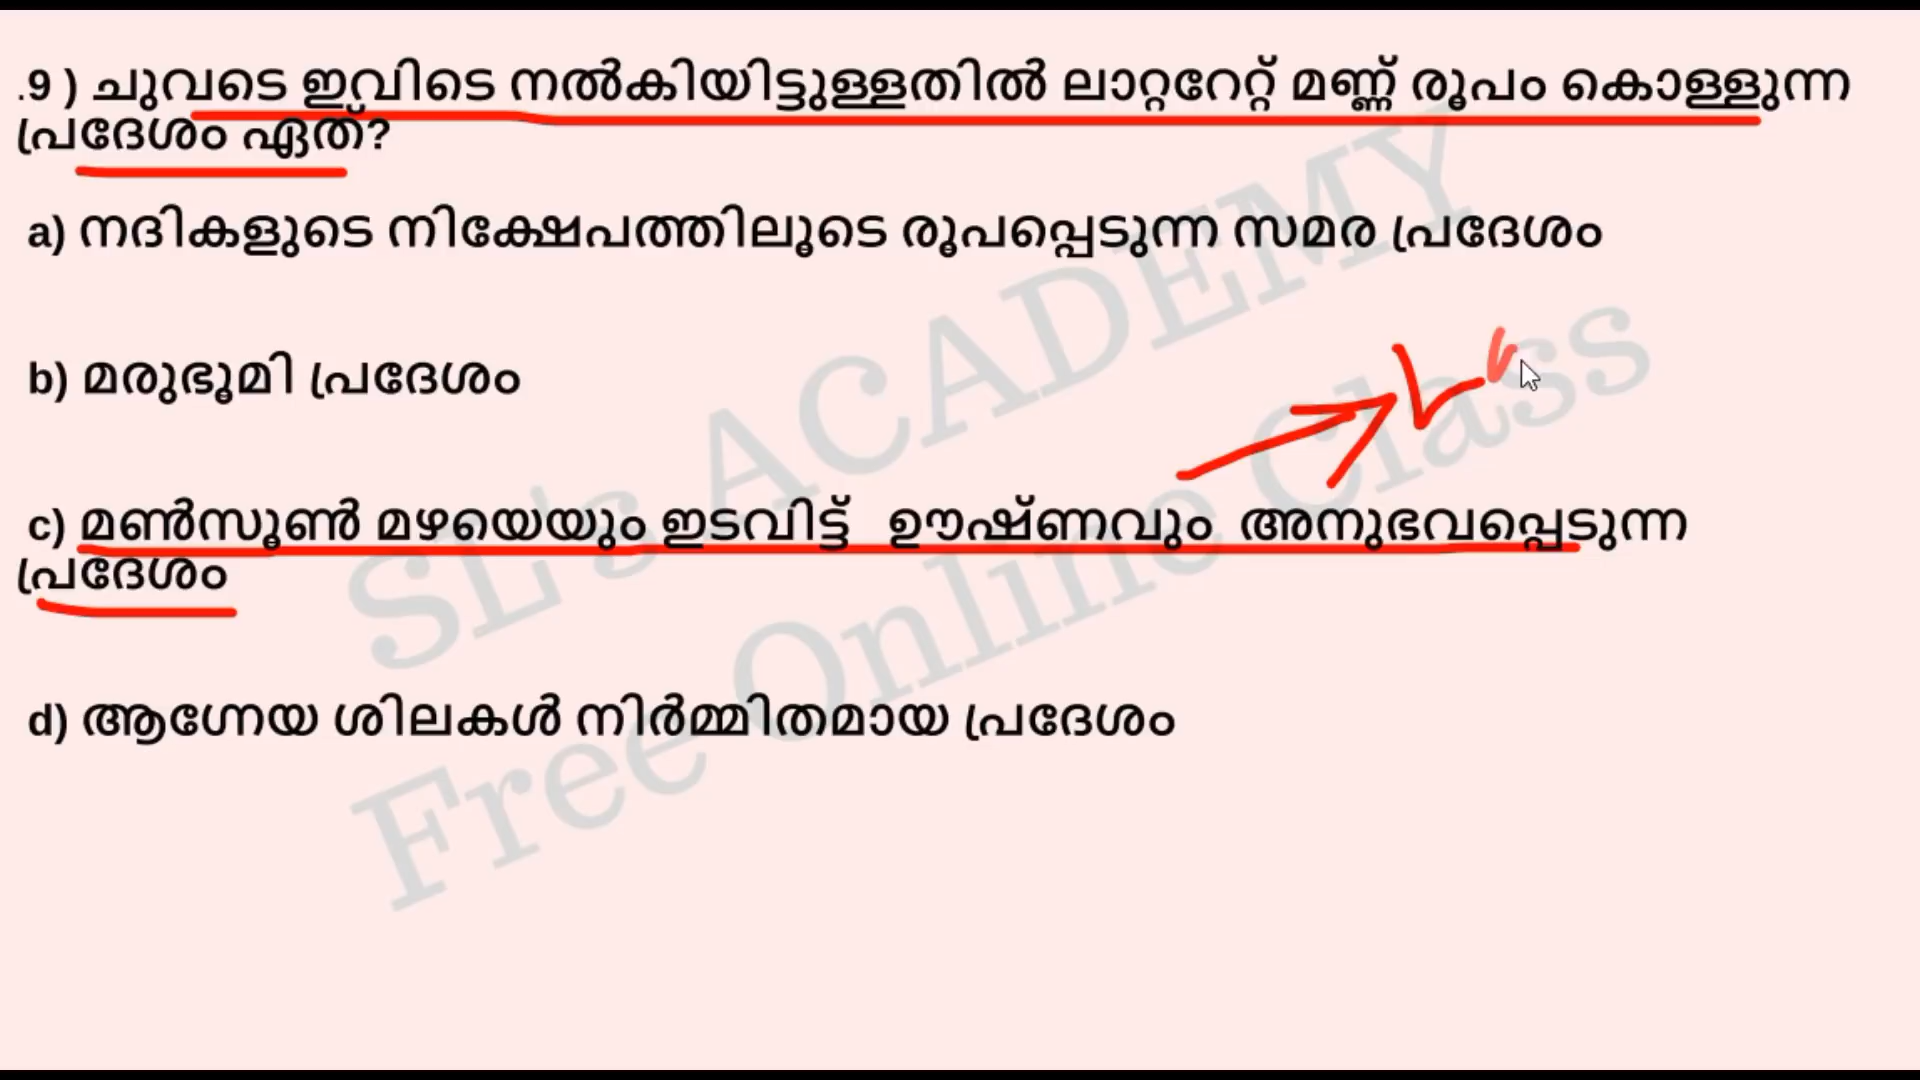 .9 ) ചുവടെ ഇവിടെ നൽകിയിട്ടുള്ളതിൽ ലാറ്ററേറ്റ് മണ്ണ് രൂപം കൊള്ളുന്ന
പ്രദേശം ഏത്?
a) നദികളുടെ നിക്ഷേപത്തിലൂടെ രൂപപ്പെടുന്ന സമര പ്രദേശം
b) മരുഭൂമി പ്രദേശം
c) മൺസൂൺ മഴയെയും ഇടവിട്ട് ഊഷ്ണവും അനുഭവപ്പെടുന്ന
പ്രദേശം
d) ആഗ്നേയ ശിലകൾ നിർമ്മിതമായ പ്രദേശം
SL's ACADEMY
Free Online Class